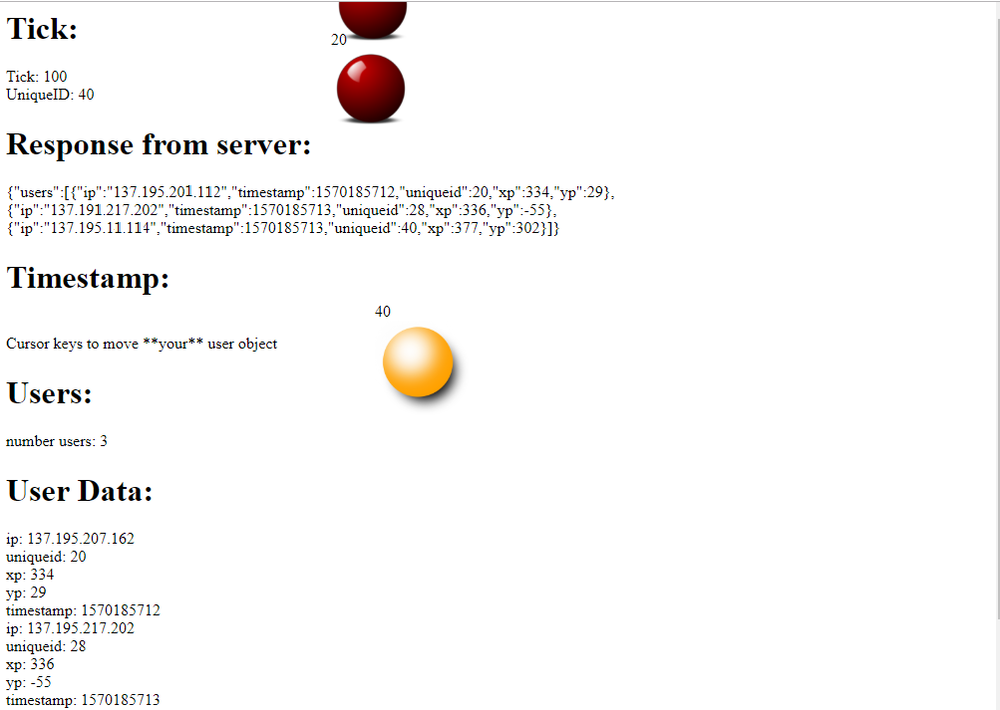 Tick:
20
Tick: 100
UniqueID: 40
Response from server:
{"users":[{"ip":"137.195.201.112","timestamp":1570185712,"uniqueid":20,"xp":334,"yp":29},
{"ip":"137.191.217.202","timestamp":1570185713,"uniqueid":28,"xp":336,"yp":-55},
{"ip":"137.195.11.114","timestamp":1570185713,"uniqueid":40,"xp":377,"yp":302}]}
Timestamp:
40
Cursor keys to move **your** user object
Users:
number users: 3
User Data:
ip: 137.195.207.162
uniqueid: 20
xp: 334
yp: 29
timestamp: 1570185712
ip: 137.195.217.202
uniqueid: 28
xp: 336
yp: -55
timestamp: 1570185713